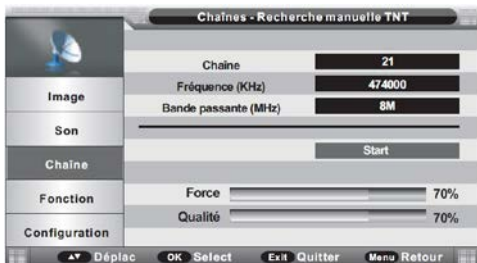 Chaînes - Recherche manuelle TNT
Chaîne 21
Fréquence (KHz) 474000
Bande passante (MHz) 8M
Start
Force 70%
Qualité 70%
Image
Son
Chaîne
Fonction
Configuration
▲▼ Déplac OK Select Exit Quitter Menu Retour